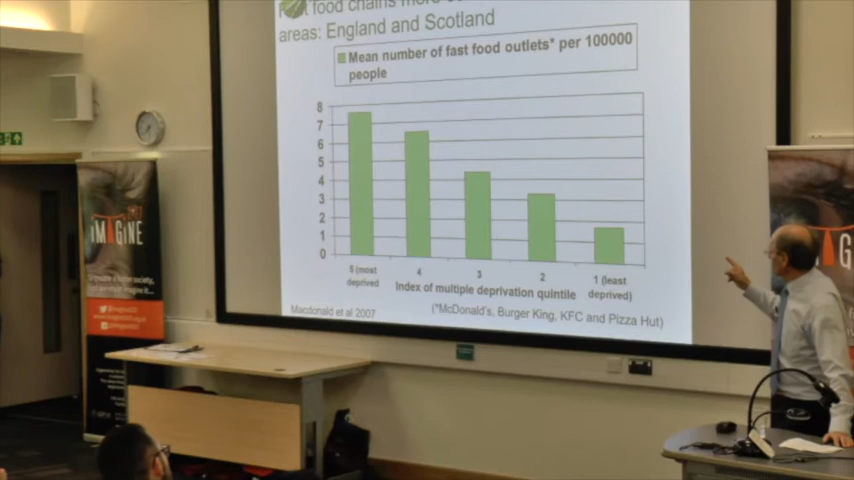 food chains more
areas: England and Scotland
Mean number of fast food outlets* per 100000
people
8
7
6
5
4
3
2
1
0
5 (most
deprived
4
3
2
1 (least
deprived)
Index of multiple deprivation quintile
Macdonald et al 2007
(*McDonald's, Burger King, KFC and Pizza Hut)
iMAGiNE
G